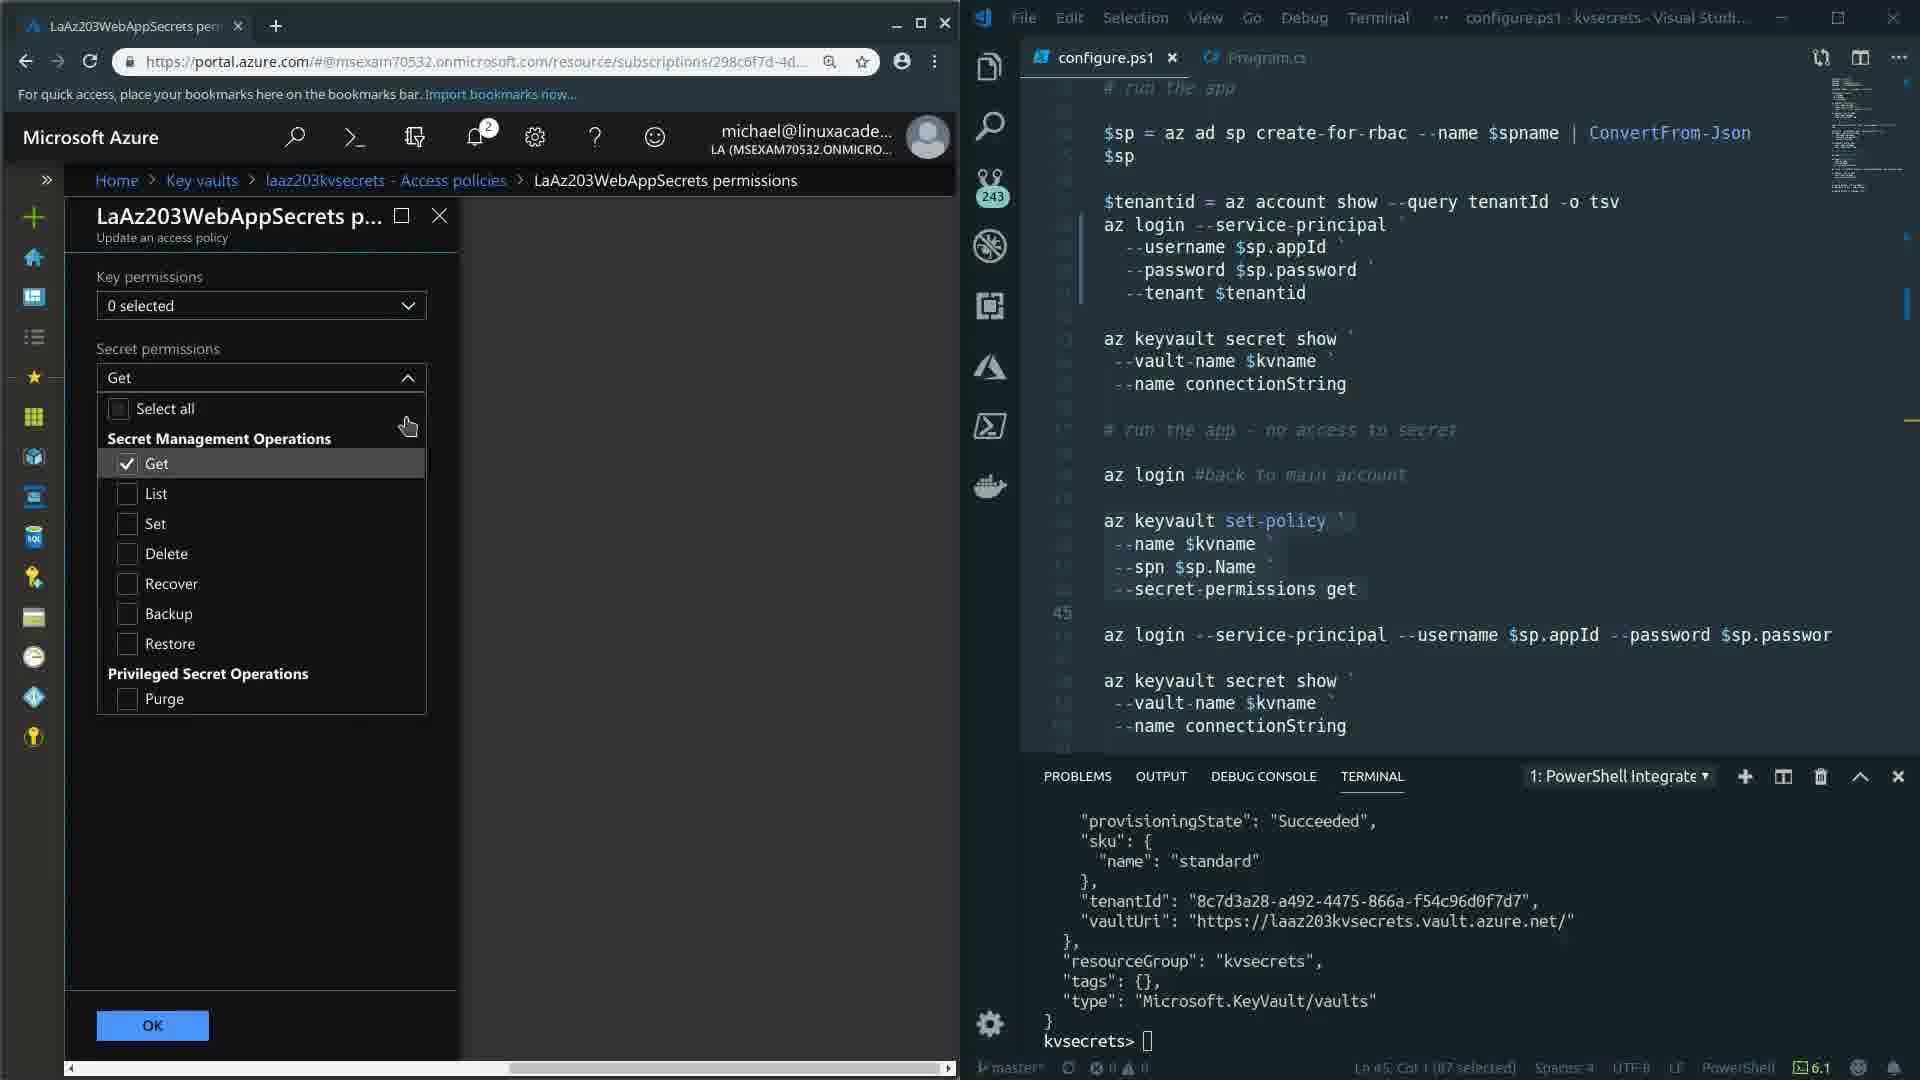 LaAz203WebAppSecrets per
https://portal.azure.com/#@msexam70532.onmicrosoft.com/resource/subscriptions/298c6f7d-4d...
For quick access, place your bookmarks here on the bookmarks bar. Import bookmarks now...
Microsoft Azure
2
michael@linuxacade...
LA (MSEXAM70532.ONMICRO...
Home > Key vaults > laaz203kvsecrets - Access policies > LaAz203WebAppSecrets permissions
LaAz203WebAppSecrets p...
Update an access policy
Key permissions
0 selected
Secret permissions
Get
Select all
Secret Management Operations
Get
List
Set
Delete
Recover
Backup
Restore
Privileged Secret Operations
Purge
OK
File Edit Selection View Go Debug Terminal ··· configure.ps1 · kvsecrets - Visual Studi...
configure.ps1
Program.cs
243
# run the app
$sp = az ad sp create-for-rbac --name $spname | ConvertFrom-Json
$sp
$tenantid = az account show --query tenantId -o tsv
az login --service-principal `
--username $sp.appId `
--password $sp.password `
--tenant $tenantid
az keyvault secret show `
--vault-name $kvname `
--name connectionString
# run the app - no access to secret
az login #back to main account
az keyvault set-policy `
--name $kvname `
--spn $sp.Name `
--secret-permissions get
45
az login --service-principal --username $sp.appId --password $sp.passwor
az keyvault secret show `
--vault-name $kvname `
--name connectionString
PROBLEMS OUTPUT DEBUG CONSOLE TERMINAL 1: PowerShell Integrate
"provisioningState": "Succeeded",
"sku": {
"name": "standard"
},
"tenantId": "8c7d3a28-a492-4475-866a-f54c96d0f7d7",
"vaultUri": "https://laaz203kvsecrets.vault.azure.net/"
},
"resourceGroup": "kvsecrets",
"tags": {},
"type": "Microsoft.KeyVault/vaults"
}
kvsecrets>
master* 0 0 Ln 45, Col 1 (87 selected) Spaces: 4 UTF-8 LF PowerShell 6.1